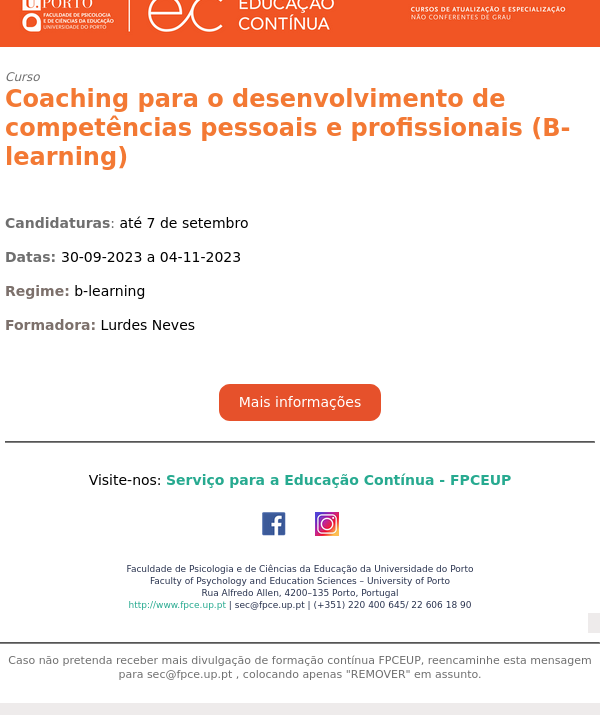 U.PORTO
FACULDADE DE PSICOLOGIA
E DE CIÊNCIAS DA EDUCAÇÃO
UNIVERSIDADE DO PORTO
ec
EDUCAÇÃO
CONTÍNUA
CURSOS DE ATUALIZAÇÃO E ESPECIALIZAÇÃO
NÃO CONFERENTES DE GRAU
Curso
Coaching para o desenvolvimento de
competências pessoais e profissionais (B-
learning)
Candidaturas: até 7 de setembro
Datas: 30-09-2023 a 04-11-2023
Regime: b-learning
Formadora: Lurdes Neves
Mais informações
Visite-nos: Serviço para a Educação Contínua - FPCEUP
Faculdade de Psicologia e de Ciências da Educação da Universidade do Porto
Faculty of Psychology and Education Sciences – University of Porto
Rua Alfredo Allen, 4200–135 Porto, Portugal
http://www.fpce.up.pt | sec@fpce.up.pt | (+351) 220 400 645/ 22 606 18 90
Caso não pretenda receber mais divulgação de formação contínua FPCEUP, reencaminhe esta mensagem
para sec@fpce.up.pt , colocando apenas "REMOVER" em assunto.